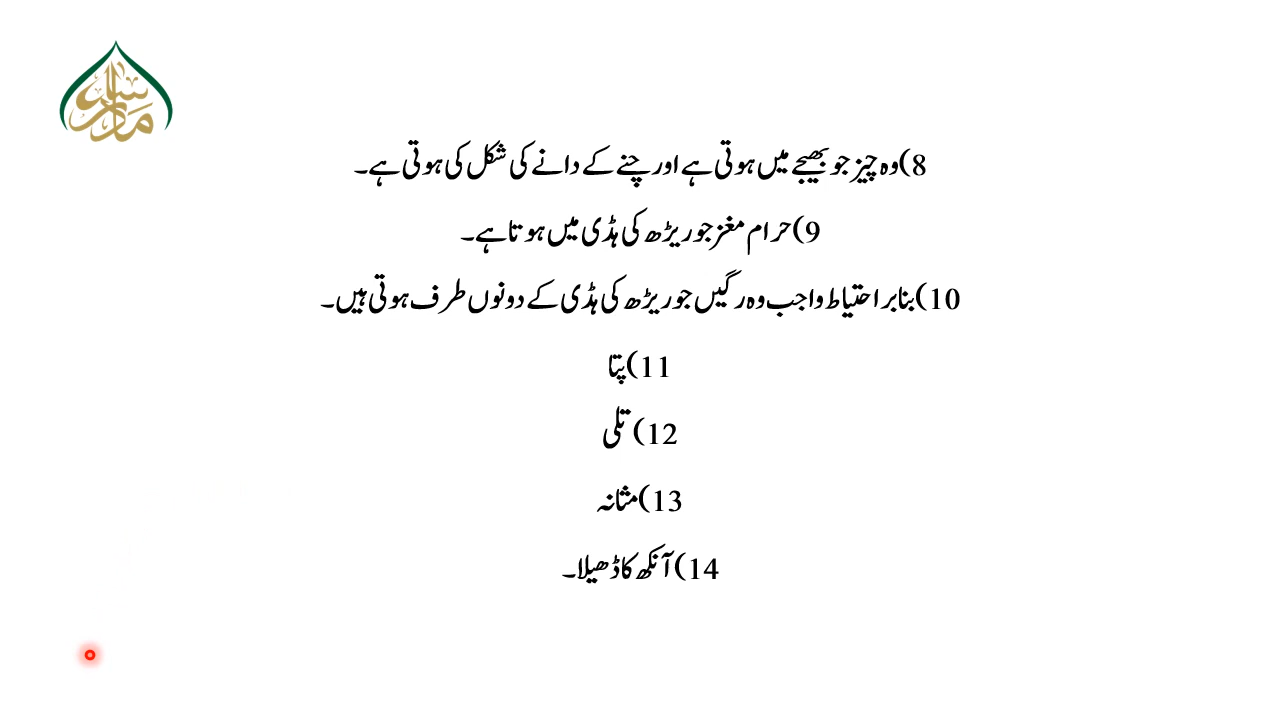 مدارسہ
8)وہ چیز جو بھیجے میں ہوتی ہے اور چنے کے دانے کی شکل کی ہوتی ہے۔
9)حرام مغز جو ریڑھ کی ہڈی میں ہوتا ہے۔
10)بنابر احتیاط واجب وہ رگیں جو ریڑھ کی ہڈی کے دونوں طرف ہوتی ہیں۔
11)پتا
12)تلی
13)مثانہ
14)آنکھ کا ڈھیلا۔